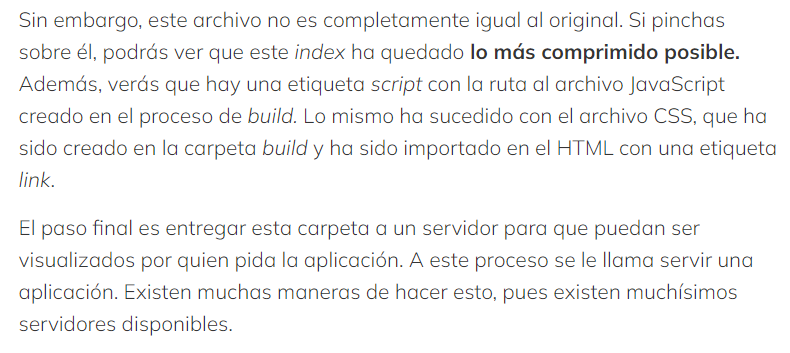 Sin embargo, este archivo no es completamente igual al original. Si pinchas
sobre él, podrás ver que este index ha quedado lo más comprimido posible.
Además, verás que hay una etiqueta script con la ruta al archivo JavaScript
creado en el proceso de build. Lo mismo ha sucedido con el archivo CSS, que ha
sido creado en la carpeta build y ha sido importado en el HTML con una etiqueta
link.
El paso final es entregar esta carpeta a un servidor para que puedan ser
visualizados por quien pida la aplicación. A este proceso se le llama servir una
aplicación. Existen muchas maneras de hacer esto, pues existen muchísimos
servidores disponibles.